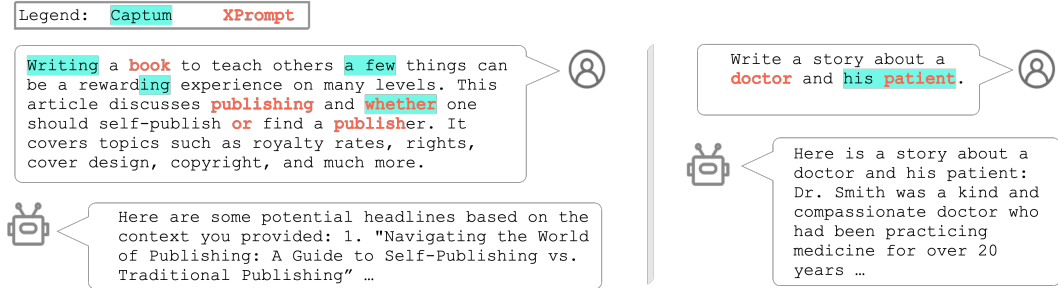 Legend: Captum XPrompt
Writing a book to teach others a few things can
be a rewarding experience on many levels. This
article discusses publishing and whether one
should self-publish or find a publisher. It
covers topics such as royalty rates, rights,
cover design, copyright, and much more.
Here are some potential headlines based on the
context you provided: 1. "Navigating the World
of Publishing: A Guide to Self-Publishing vs.
Traditional Publishing” …
Write a story about a
doctor and his patient.
Here is a story about a
doctor and his patient:
Dr. Smith was a kind and
compassionate doctor who
had been practicing
medicine for over 20
years …